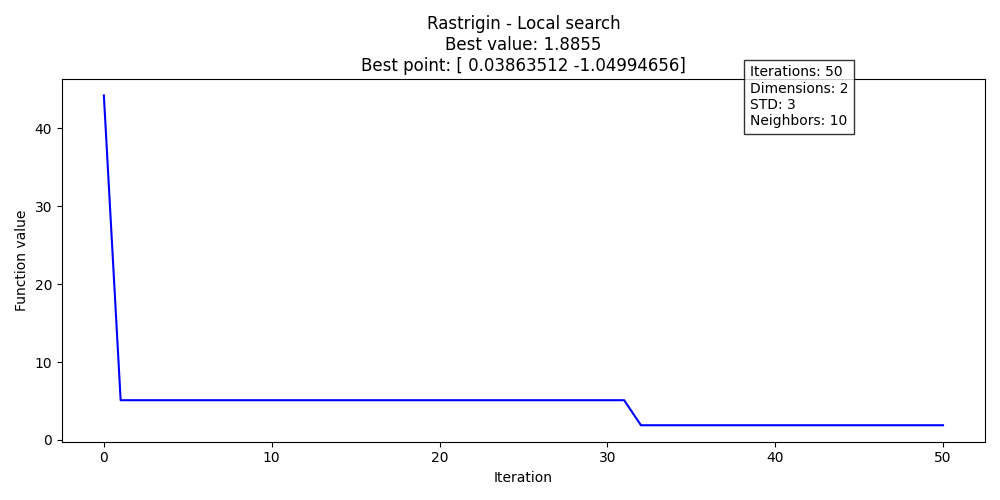 Rastrigin - Local search
Best value: 1.8855
Best point: [ 0.03863512 -1.04994656]
Iterations: 50
Dimensions: 2
STD: 3
Neighbors: 10
Function value
40
30
20
10
0
0 10 20 30 40 50
Iteration